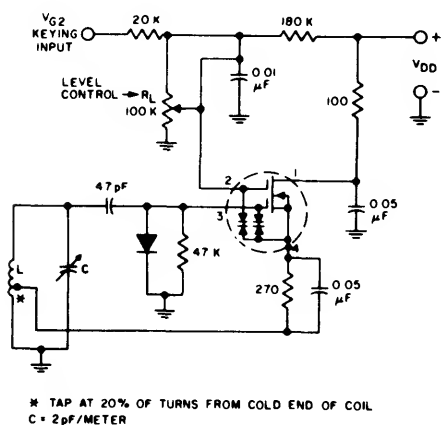 VG2
KEYING
INPUT
20 K
180 K
+
VDD
-
LEVEL
CONTROL → RL
100 K
0.01
µF
100
1
2
3
4
47 pF
47 K
0.05
µF
L
*
C
270
0.05
µF
* TAP AT 20% OF TURNS FROM COLD END OF COIL
C = 2pF/METER